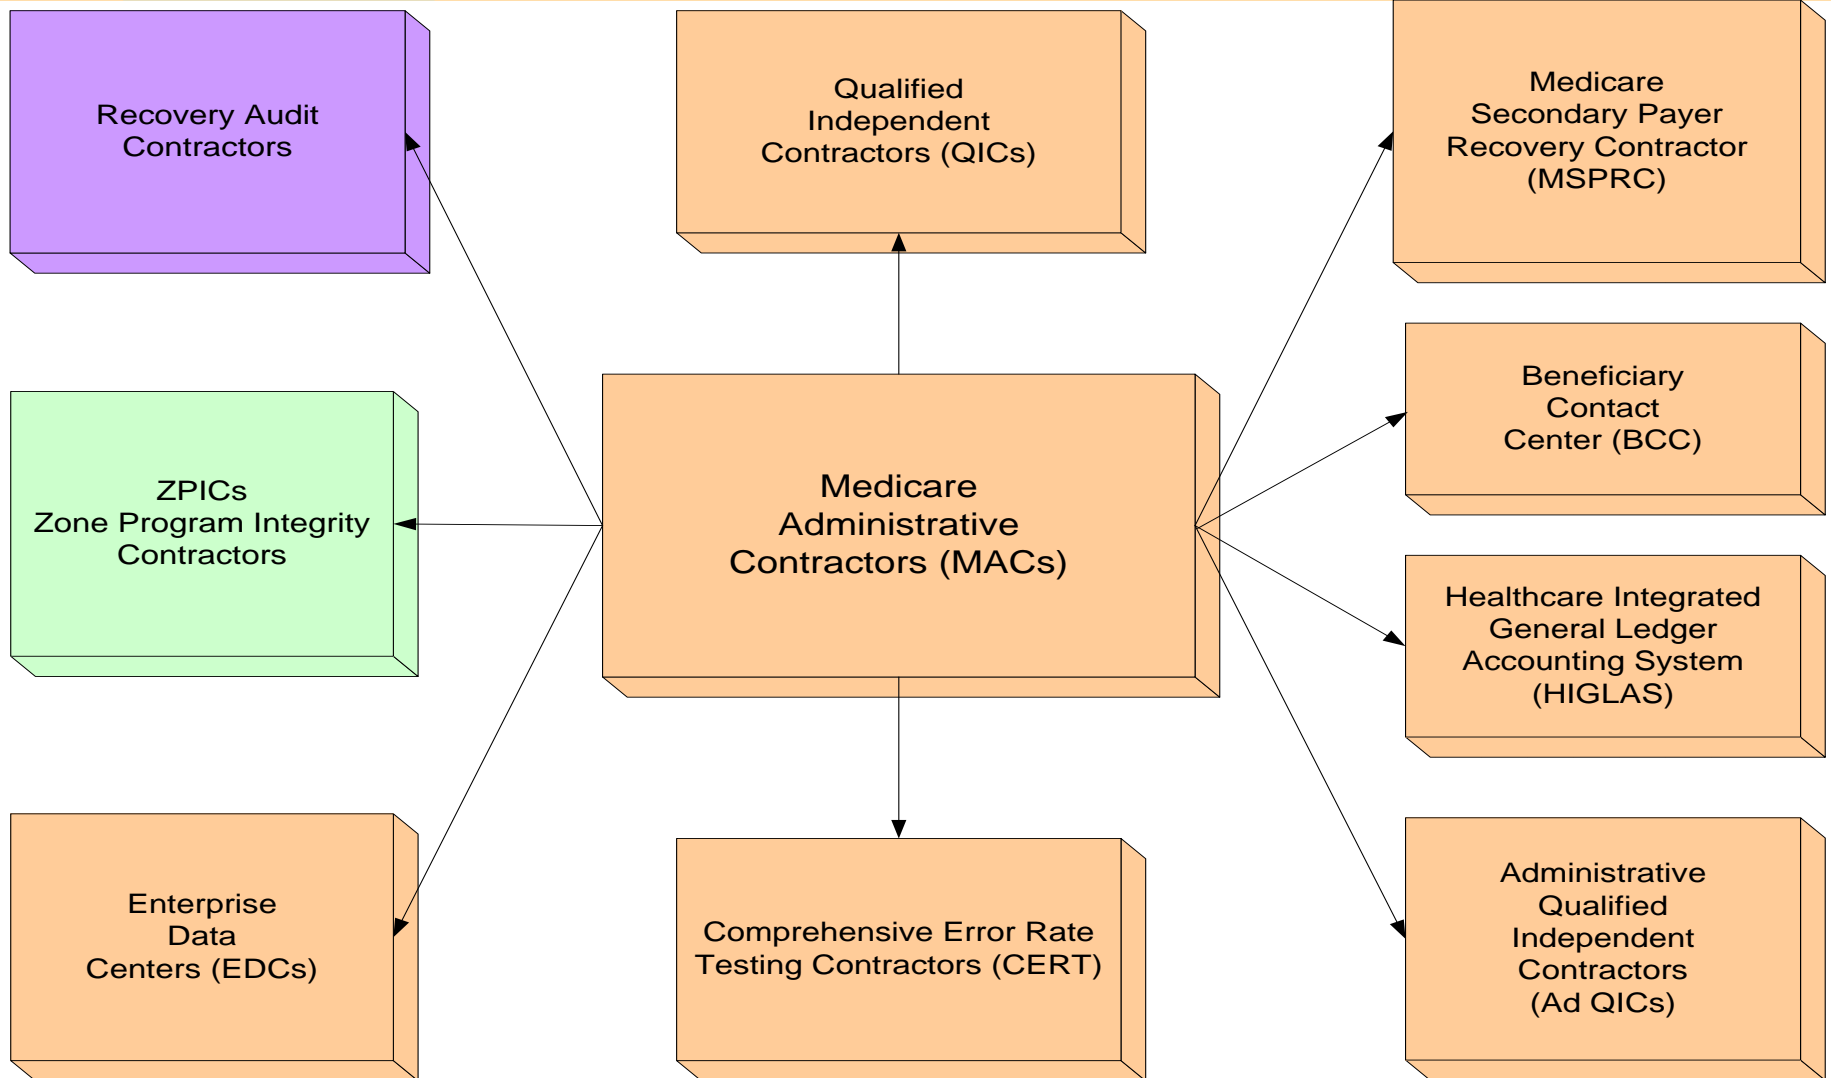 Recovery Audit
Contractors
Qualified
Independent
Contractors (QICs)
Medicare
Secondary Payer
Recovery Contractor
(MSPRC)
ZPICs
Zone Program Integrity
Contractors
Medicare
Administrative
Contractors (MACs)
Beneficiary
Contact
Center (BCC)
Healthcare Integrated
General Ledger
Accounting System
(HIGLAS)
Enterprise
Data
Centers (EDCs)
Comprehensive Error Rate
Testing Contractors (CERT)
Administrative
Qualified
Independent
Contractors
(Ad QICs)